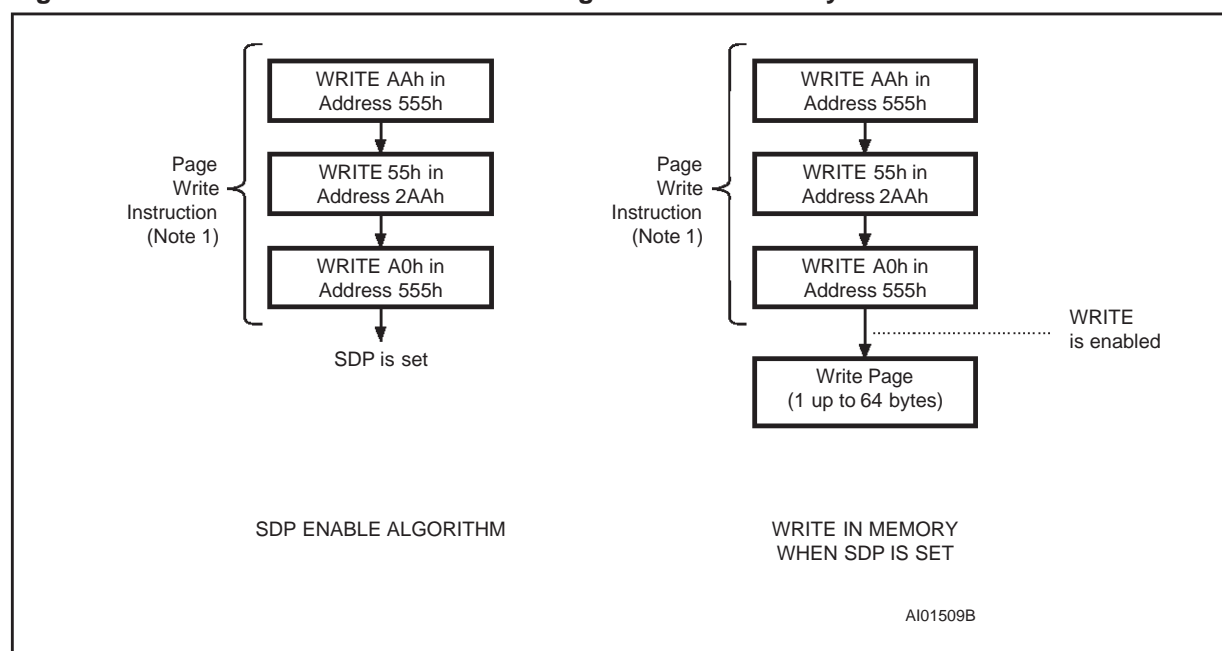 WRITE AAh in
Address 555h
WRITE 55h in
Address 2AAh
WRITE A0h in
Address 555h
Page
Write
Instruction
(Note 1)
SDP is set
SDP ENABLE ALGORITHM
WRITE AAh in
Address 555h
WRITE 55h in
Address 2AAh
WRITE A0h in
Address 555h
Page
Write
Instruction
(Note 1)
WRITE
is enabled
Write Page
(1 up to 64 bytes)
WRITE IN MEMORY
WHEN SDP IS SET
AI01509B